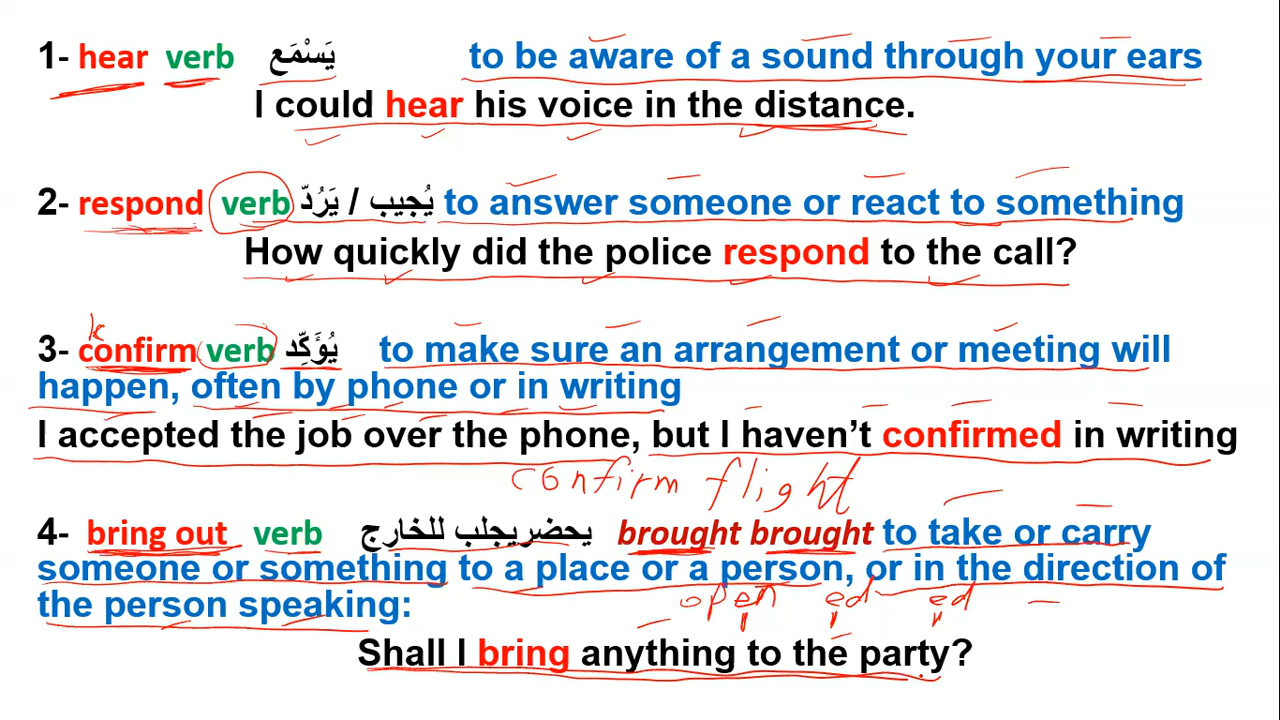 1- hear verb يَسْمَع to be aware of a sound through your ears
I could hear his voice in the distance.
2- respond verb يُجيب / يَرُدّ to answer someone or react to something
How quickly did the police respond to the call?
k
3- confirm verb يُؤَكِّد to make sure an arrangement or meeting will
happen, often by phone or in writing
I accepted the job over the phone, but I haven't confirmed in writing
confirm flight
4- bring out verb يحضريجلب للخارج brought brought to take or carry
someone or something to a place or a person, or in the direction of
the person speaking:
open ed ed
Shall I bring anything to the party?